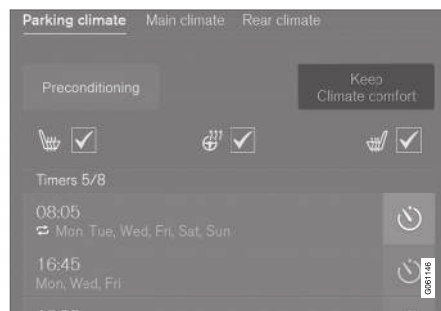 Parking climate Main climate Rear climate
Preconditioning
Keep
Climate comfort
Timers 5/8
08:05
Mon, Tue, Wed, Fri, Sat, Sun
16:45
Mon, Wed, Fri
G061146